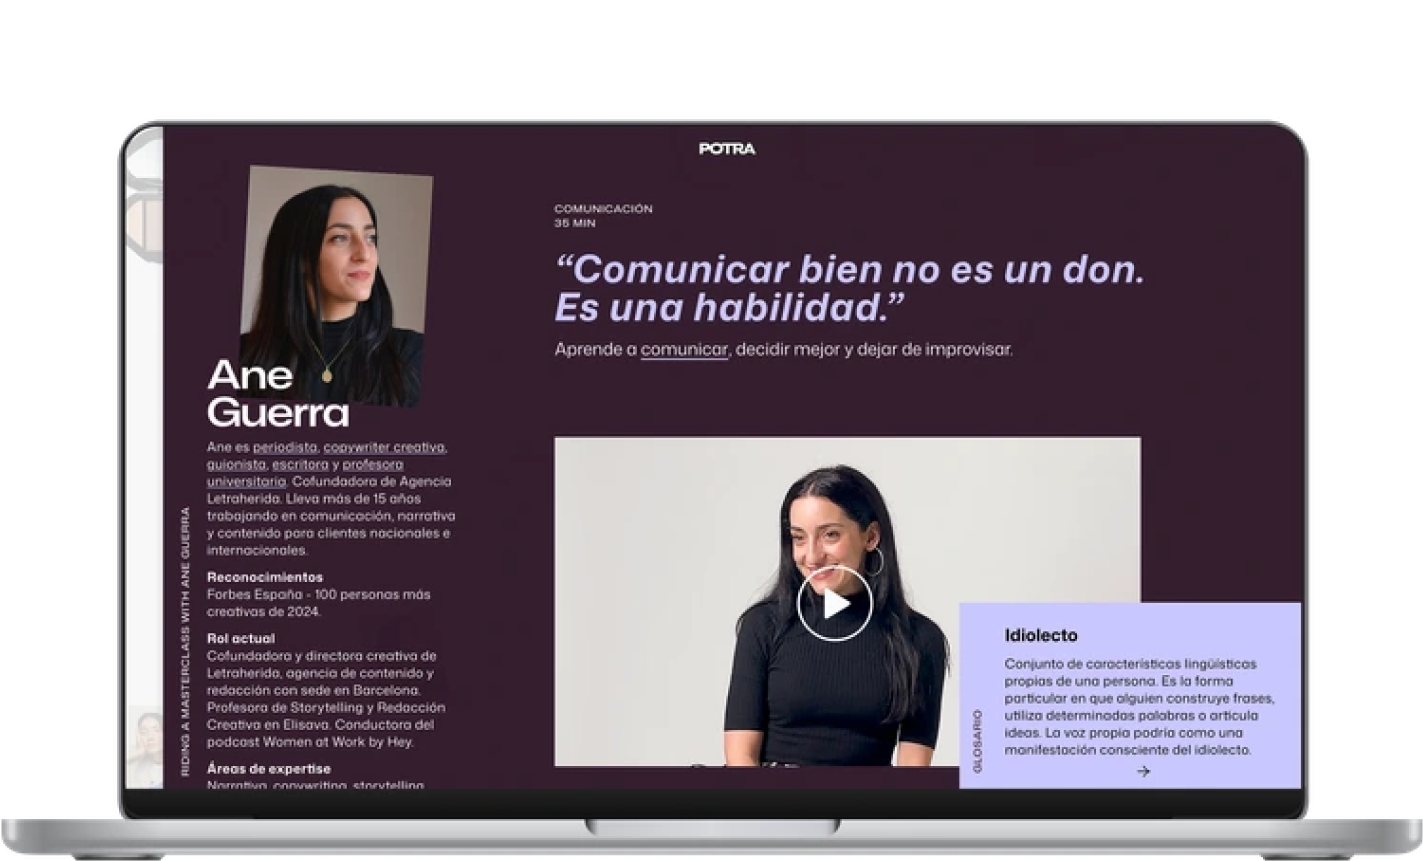 POTRA
Ane
Guerra
Ane es periodista, copywriter creativa,
guionista, escritora y profesora
universitaria. Cofundadora de Agencia
Letraherida. Lleva más de 15 años
trabajando en comunicación, narrativa
y contenido para clientes nacionales e
internacionales.
Reconocimientos
Forbes España - 100 personas más
creativas de 2024.
Rol actual
Cofundadora y directora creativa de
Letraherida, agencia de contenido y
redacción con sede en Barcelona.
Profesora de Storytelling y Redacción
Creativa en Elisava. Conductora del
podcast Women at Work by Hey.
Áreas de expertise
Narrativa, copywriting, storytelling
RIDING A MASTERCLASS WITH ANE GUERRA
COMUNICACIÓN
35 MIN
“Comunicar bien no es un don.
Es una habilidad.”
Aprende a comunicar, decidir mejor y dejar de improvisar.
Idiolecto
Conjunto de características lingüísticas
propias de una persona. Es la forma
particular en que alguien construye frases,
utiliza determinadas palabras o articula
ideas. La voz propia podría como una
manifestación consciente del idiolecto.
GLOSARIO